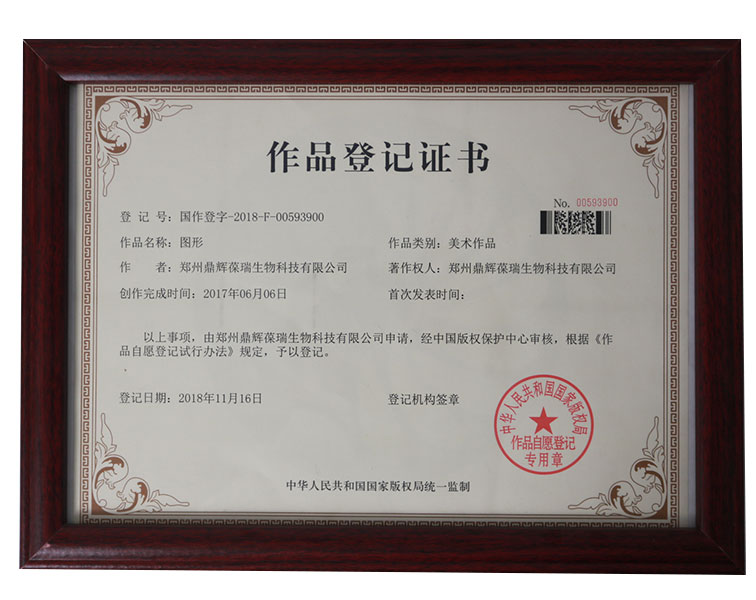 作品登记证书
No. 00593900
登 记 号：国作登字-2018-F-00593900
作品名称：图形 作品类别：美术作品
作 者：郑州鼎辉葆瑞生物科技有限公司 著作权人：郑州鼎辉葆瑞生物科技有限公司
创作完成时间：2017年06月06日 首次发表时间：
以上事项，由郑州鼎辉葆瑞生物科技有限公司申请，经中国版权保护中心审核，根据《作
品自愿登记试行办法》规定，予以登记。
登记日期：2018年11月16日 登记机构签章
中华人民共和国国家版权局
作品自愿登记
专用章
中华人民共和国国家版权局统一监制